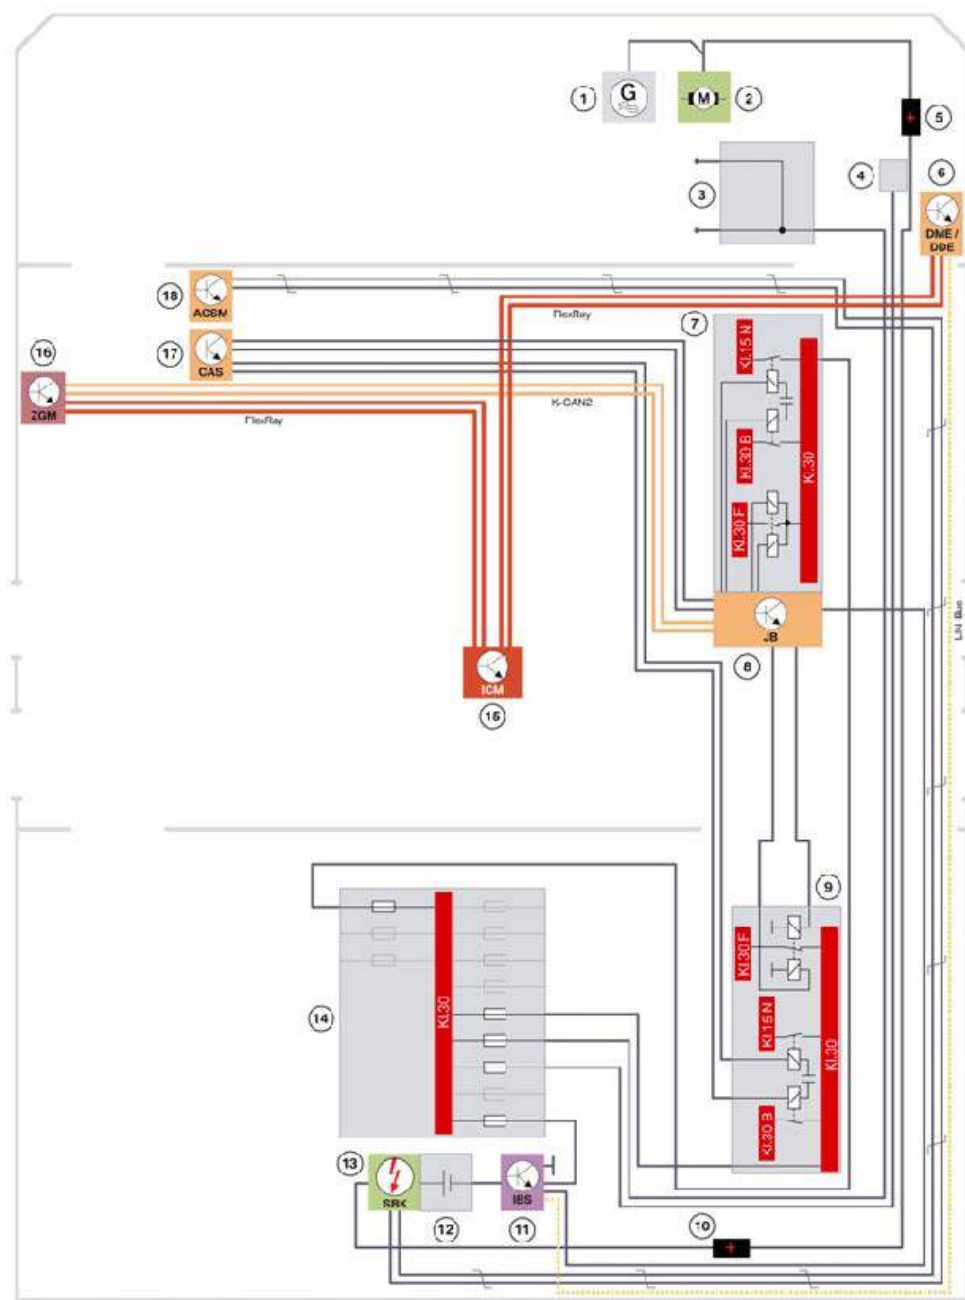 G
1
M
2
5
3
4
6
DME /
DDE
18
ACSM
FlexRay
7
17
CAS
16
ZGM
FlexRay
K-CAN2
Kl.15 N
Kl.30 B
Kl.30 F
Kl.30
JB
8
LIN-Bus
ICM
15
9
Kl.30 F
Kl.15 N
Kl.30 B
Kl.30
14
Kl.30
13
SBK
12
IBS
11
10